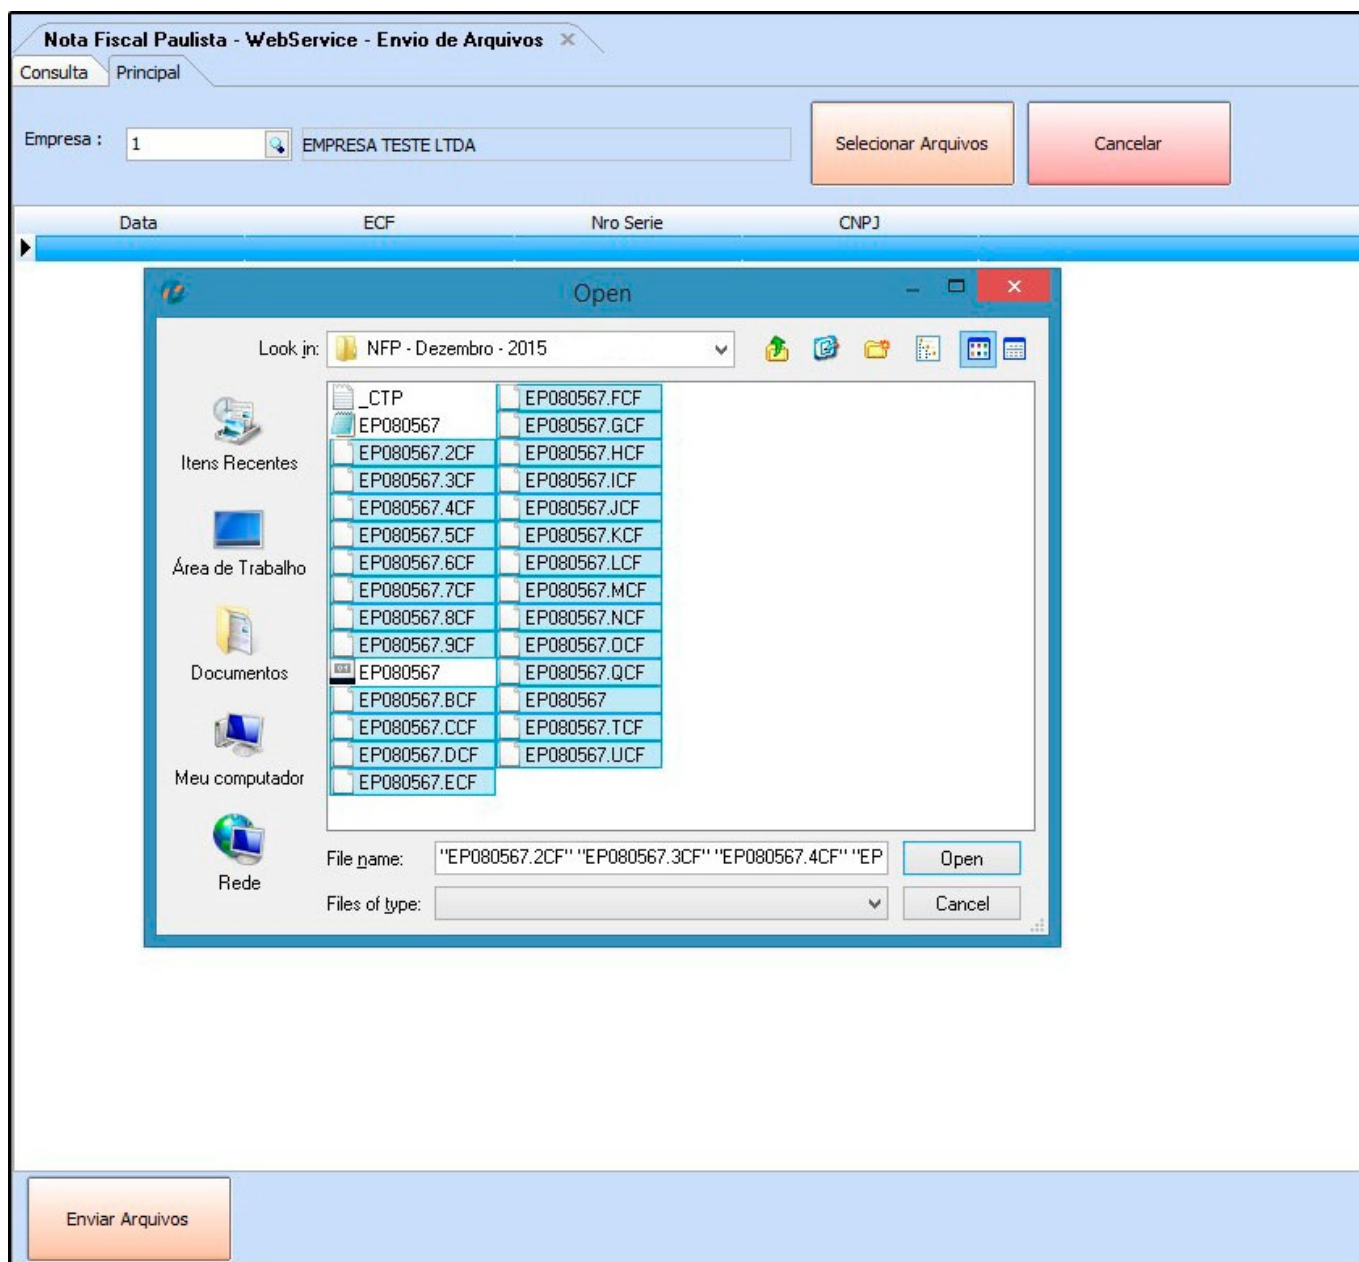 Nota Fiscal Paulista - WebService - Envio de Arquivos
Consulta Principal
Empresa : 1 EMPRESA TESTE LTDA Selecionar Arquivos Cancelar
Data ECF Nro Serie CNPJ
Open
Look in: NFP - Dezembro - 2015
Itens Recentes
Área de Trabalho
Documentos
Meu computador
Rede
_CTP
EP080567
EP080567.2CF
EP080567.3CF
EP080567.4CF
EP080567.5CF
EP080567.6CF
EP080567.7CF
EP080567.8CF
EP080567.9CF
EP080567
EP080567.BCF
EP080567.CCF
EP080567.DCF
EP080567.ECF
EP080567.FCF
EP080567.GCF
EP080567.HCF
EP080567.ICF
EP080567.JCF
EP080567.KCF
EP080567.LCF
EP080567.MCF
EP080567.NCF
EP080567.OCF
EP080567.QCF
EP080567
EP080567.TCF
EP080567.UCF
File name: "EP080567.2CF" "EP080567.3CF" "EP080567.4CF" "EP Open
Files of type: Cancel
Enviar Arquivos